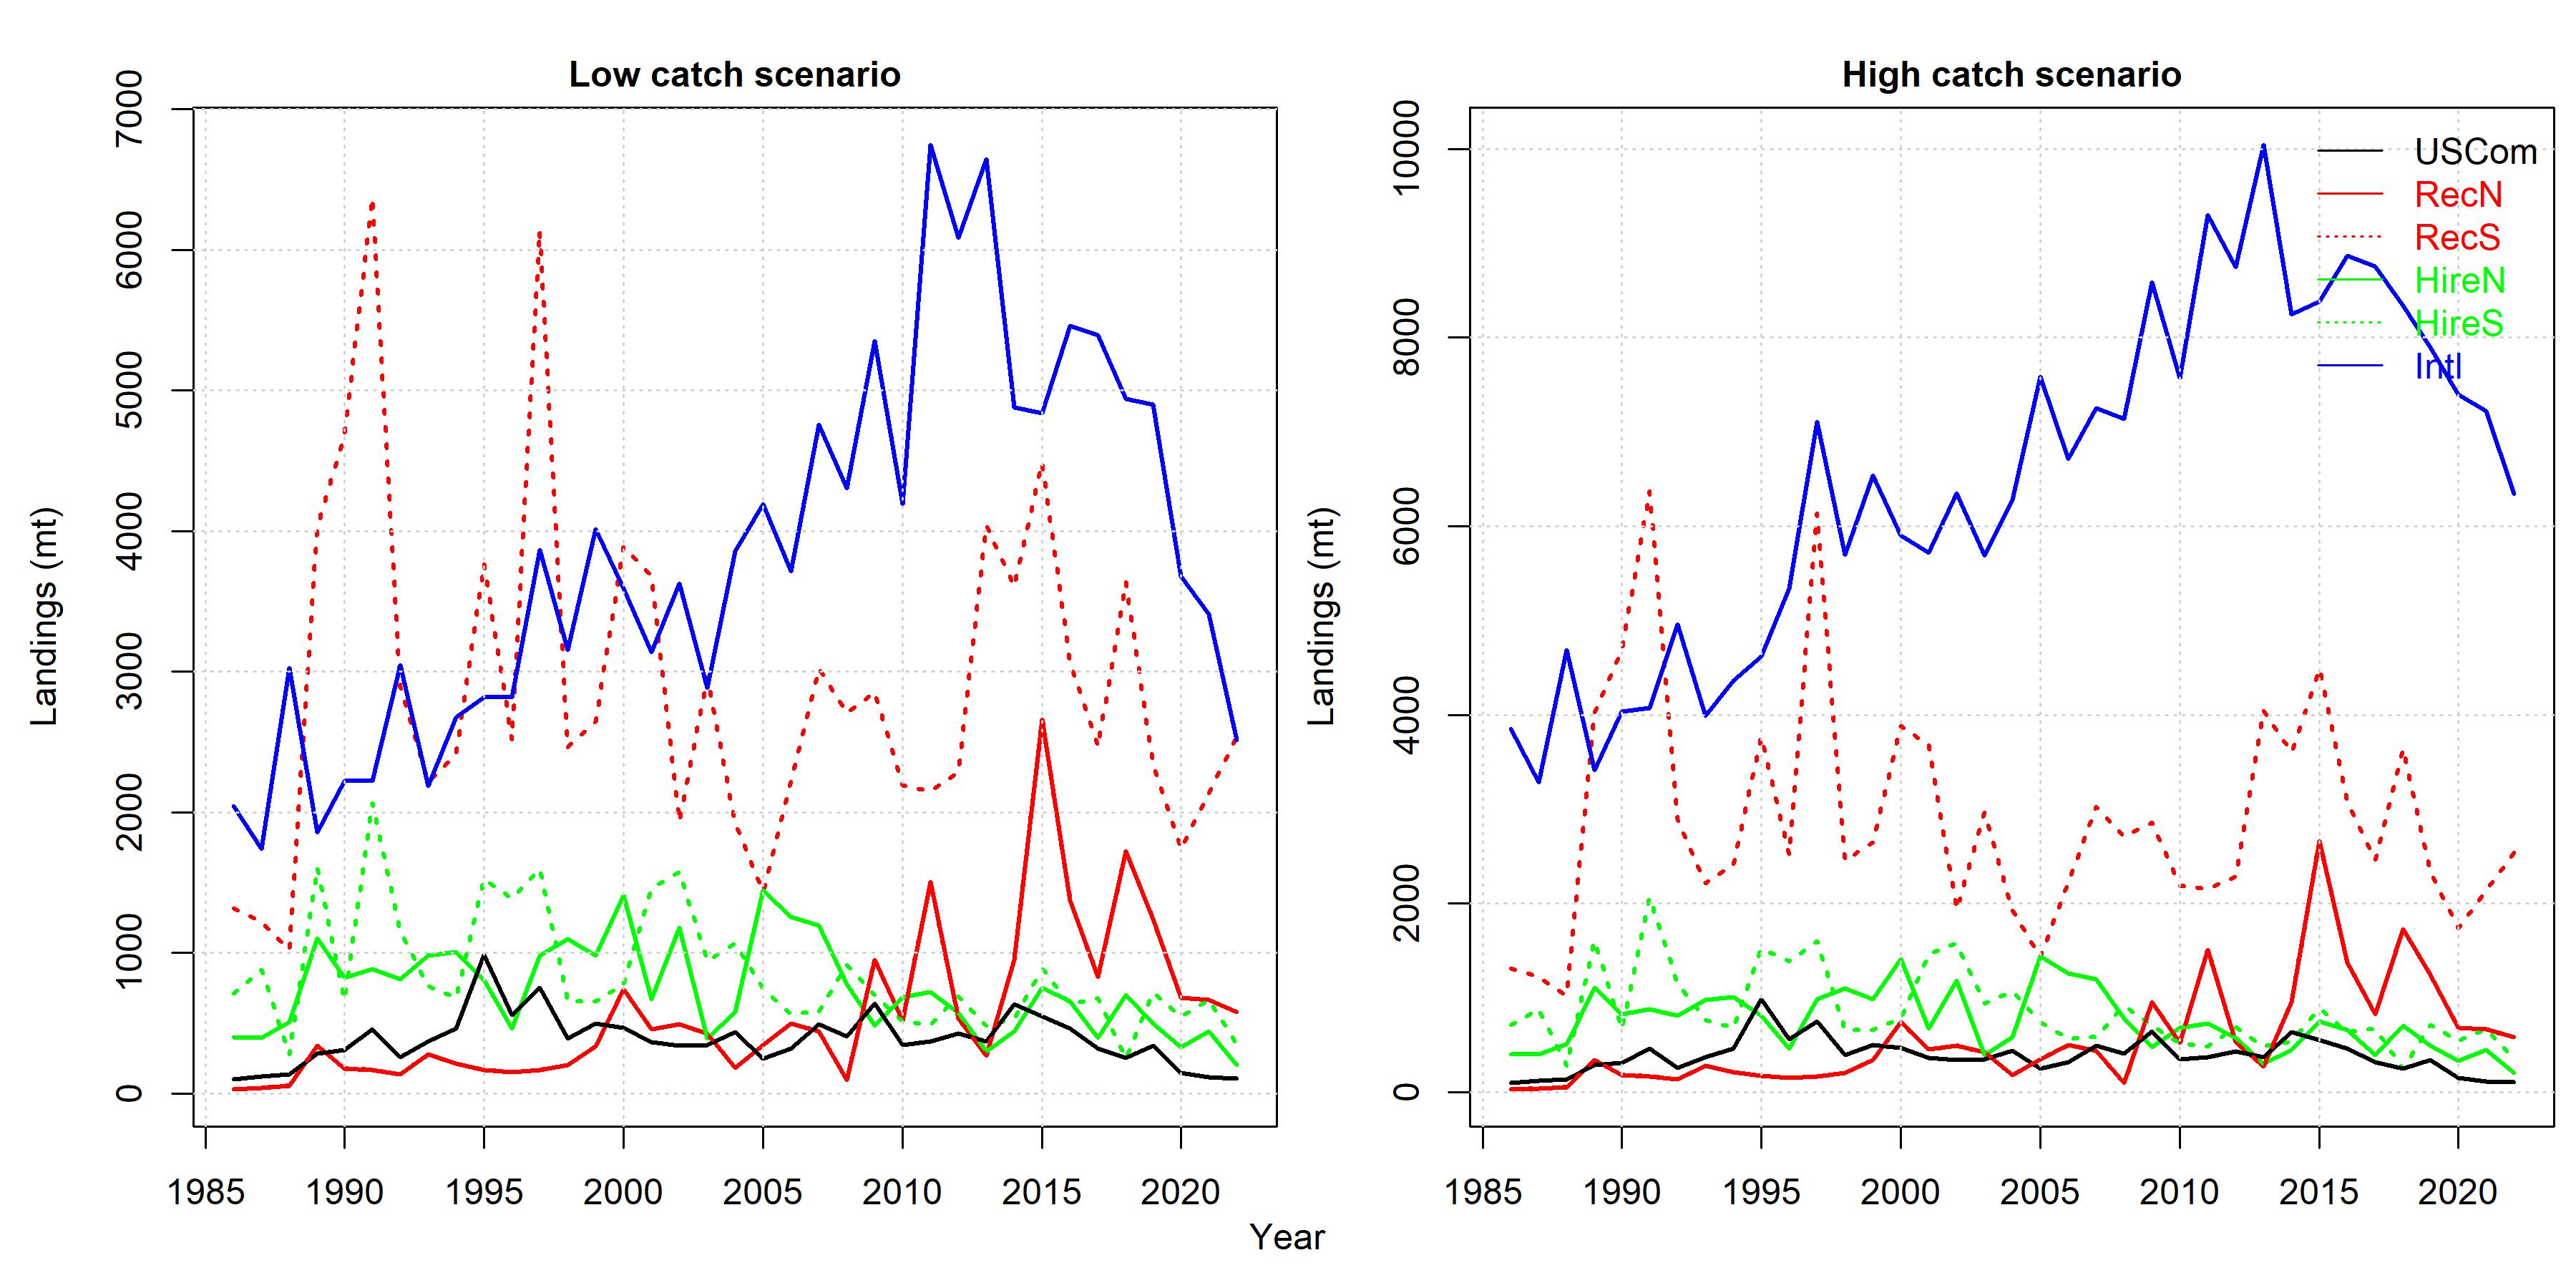 Low catch scenario
Landings (mt)
7000
6000
5000
4000
3000
2000
1000
0
1985 1990 1995 2000 2005 2010 2015 2020
High catch scenario
Landings (mt)
10000
8000
6000
4000
2000
0
1985 1990 1995 2000 2005 2010 2015 2020
USCom
RecN
RecS
HireN
HireS
Intl
Year